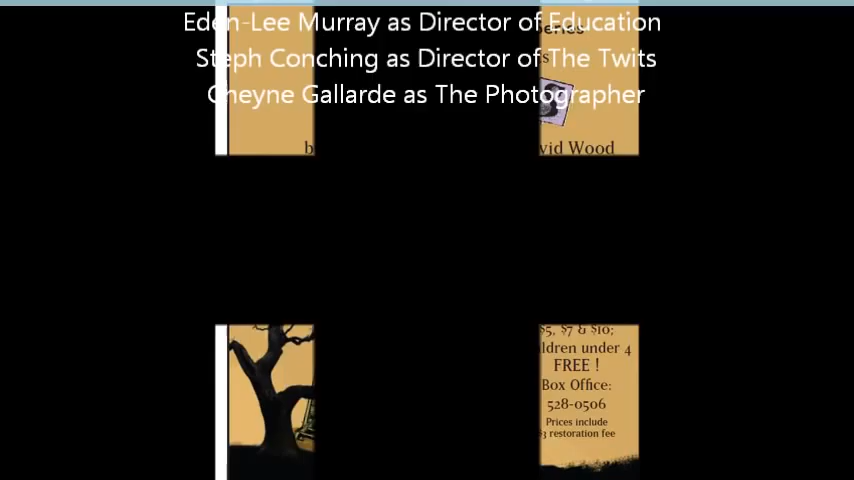 Eden-Lee Murray as Director of Education
Steph Conching as Director of The Twits
Cheyne Gallarde as The Photographer
vid Wood
$5, $7 & $10;
ldren under 4
FREE !
Box Office:
528-0506
Prices include
$3 restoration fee